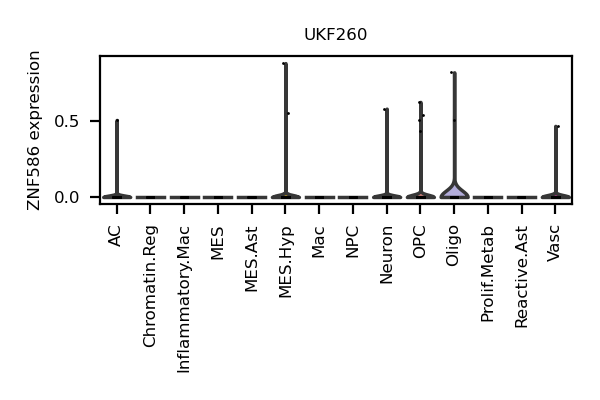 UKF260
ZNF586 expression
0.5
0.0
AC
Chromatin.Reg
Inflammatory.Mac
MES
MES.Ast
MES.Hyp
Mac
NPC
Neuron
OPC
Oligo
Prolif.Metab
Reactive.Ast
Vasc